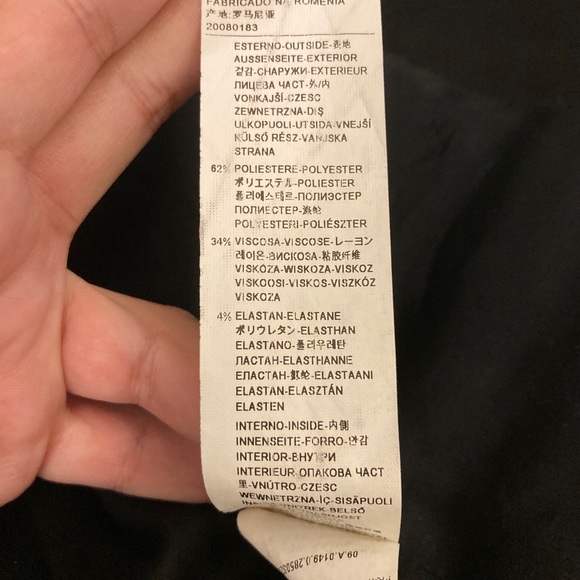 FABRICADO ROMENIA
产地:罗马尼亚
20080183
ESTERNO-OUTSIDE-表地
AUSSENSEITE-EXTERIOR
겉감-СНАРУЖИ-EXTERIEUR
ЛИЦЕВА ЧАСТ-外/内
VONKAJŠÍ-CZESC
ZEWNETRZNA-DIŞ
ULKOPUOLI-UTSIDA-VNEJŠÍ
KÜLSŐ RÉSZ-VANJSKA
STRANA
62% POLIESTERE-POLYESTER
ポリエステル-POLIESTER
폴리에스테르-ПОЛИЭСТЕР
ПОЛИЕСТЕР-
POLYESTERI-POLIÉSZTER
34% VISCOSA-VISCOSE-レーヨン
레이온-ВИСКОЗА-粘胶纤维
VISKÓZA-WISKOZA-VISKOZ
VISKOOSI-VISKOS-VISZKÓZ
VISKOZA
4% ELASTAN-ELASTANE
ポリウレタン-ELASTHAN
ELASTANO-폴리우레탄
ЛАСТАН-ELASTHANNE
ЕЛАСТАН-ELASTAANI
ELASTAN-ELASZTÁN
ELASTEN
INTERNO-INSIDE-内側
INNENSEITE-FORRO-안감
INTERIOR-ВНУТРИ
INTERIEUR-ОПАКОВА ЧАСТ
里-VNÚTRO-CZESC
WEWNETRZNA-İÇ-SISÄPUOLI
BELSŐ